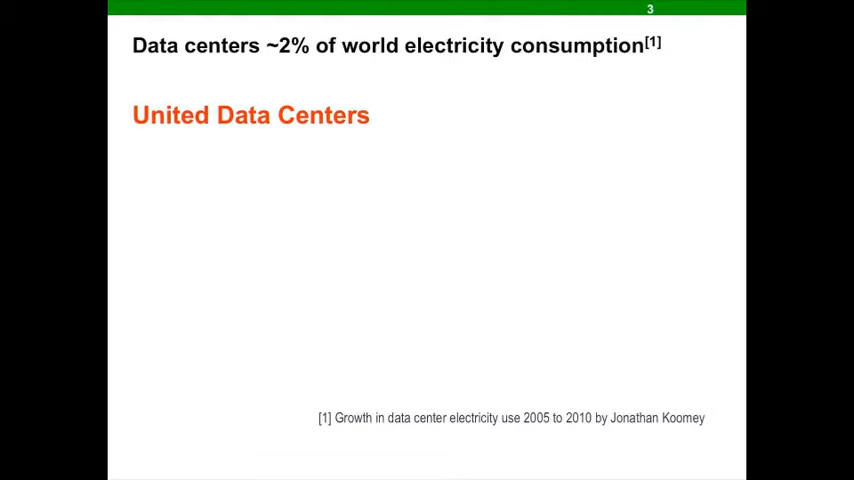 3
Data centers ~2% of world electricity consumption[1]
United Data Centers
[1] Growth in data center electricity use 2005 to 2010 by Jonathan Koomey